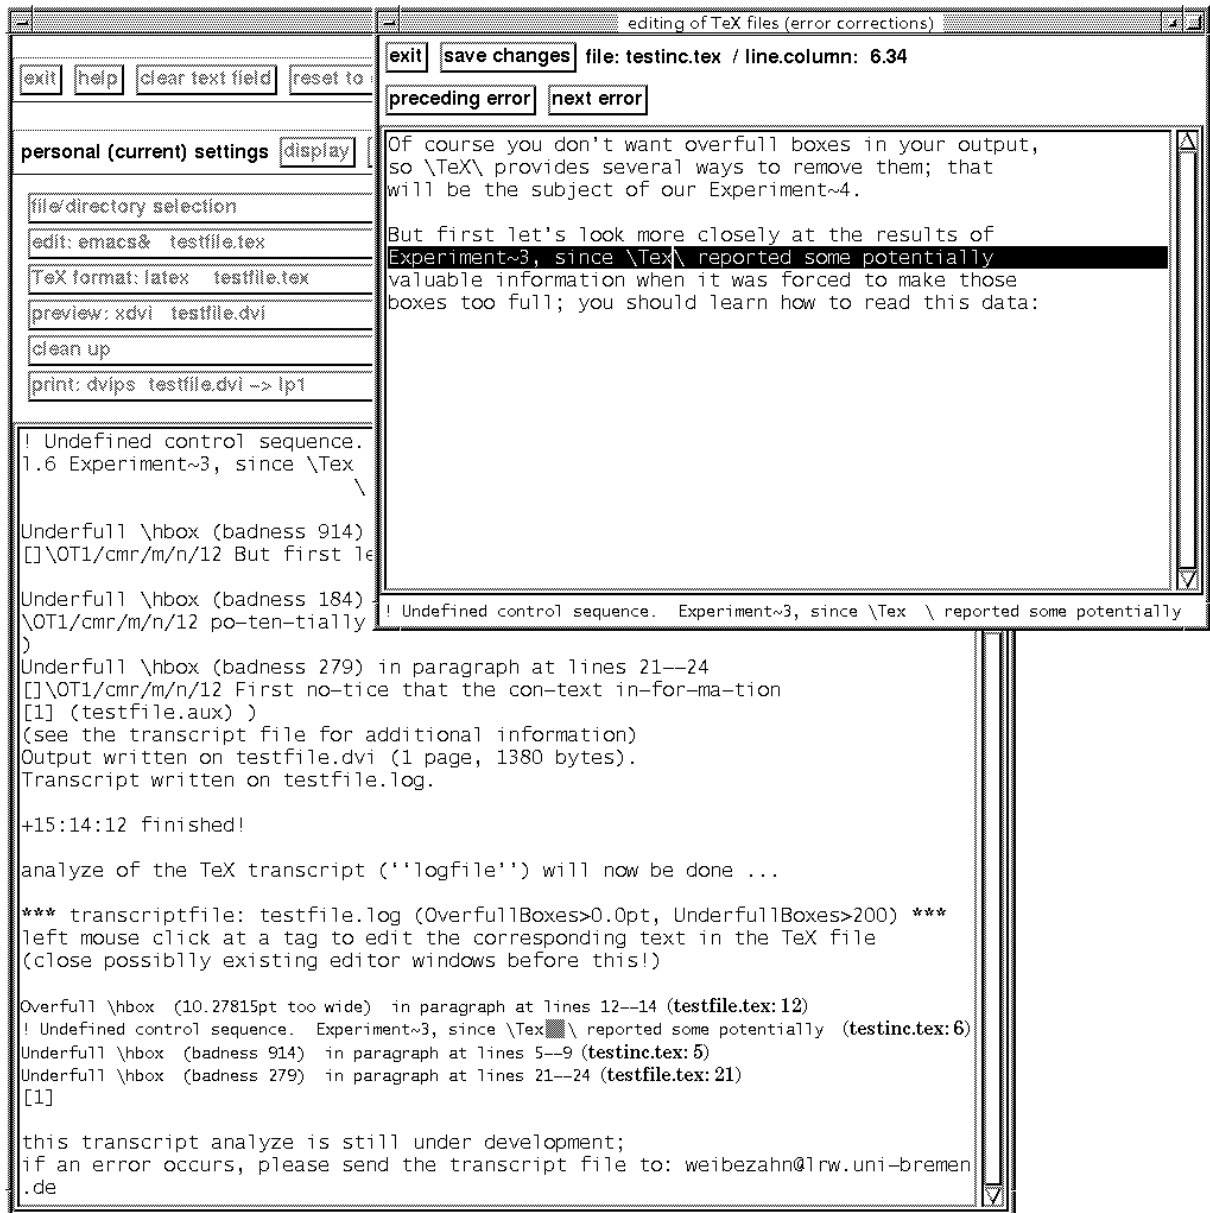 editing of TeX files (error corrections)
exit save changes file: testinc.tex / line.column: 6.34
preceding error next error
Of course you don't want overfull boxes in your output,
so \TeX\ provides several ways to remove them; that
will be the subject of our Experiment~4.
But first let's look more closely at the results of
Experiment~3, since \Tex\ reported some potentially
valuable information when it was forced to make those
boxes too full; you should learn how to read this data:
! Undefined control sequence. Experiment~3, since \Tex \ reported some potentially
exit help clear text field reset to
personal (current) settings display
file/directory selection
edit: emacs& testfile.tex
TeX format: latex testfile.tex
preview: xdvi testfile.dvi
clean up
print: dvips testfile.dvi -> lp1
! Undefined control sequence.
l.6 Experiment~3, since \Tex
\
Underfull \hbox (badness 914)
[]\OT1/cmr/m/n/12 But first le
Underfull \hbox (badness 184)
\OT1/cmr/m/n/12 po-ten-tially
)
Underfull \hbox (badness 279) in paragraph at lines 21--24
[]\OT1/cmr/m/n/12 First no-tice that the con-text in-for-ma-tion
[1] (testfile.aux) )
(see the transcript file for additional information)
Output written on testfile.dvi (1 page, 1380 bytes).
Transcript written on testfile.log.
+15:14:12 finished!
analyze of the TeX transcript (``logfile'') will now be done ...
*** transcriptfile: testfile.log (OverfullBoxes>0.0pt, UnderfullBoxes>200) ***
left mouse click at a tag to edit the corresponding text in the TeX file
(close possiblly existing editor windows before this!)
Overfull \hbox (10.27815pt too wide) in paragraph at lines 12--14 (testfile.tex: 12)
! Undefined control sequence. Experiment~3, since \Tex \ reported some potentially (testinc.tex: 6)
Underfull \hbox (badness 914) in paragraph at lines 5--9 (testinc.tex: 5)
Underfull \hbox (badness 279) in paragraph at lines 21--24 (testfile.tex: 21)
[1]
this transcript analyze is still under development;
if an error occurs, please send the transcript file to: weibezahn@lrw.uni-bremen
.de